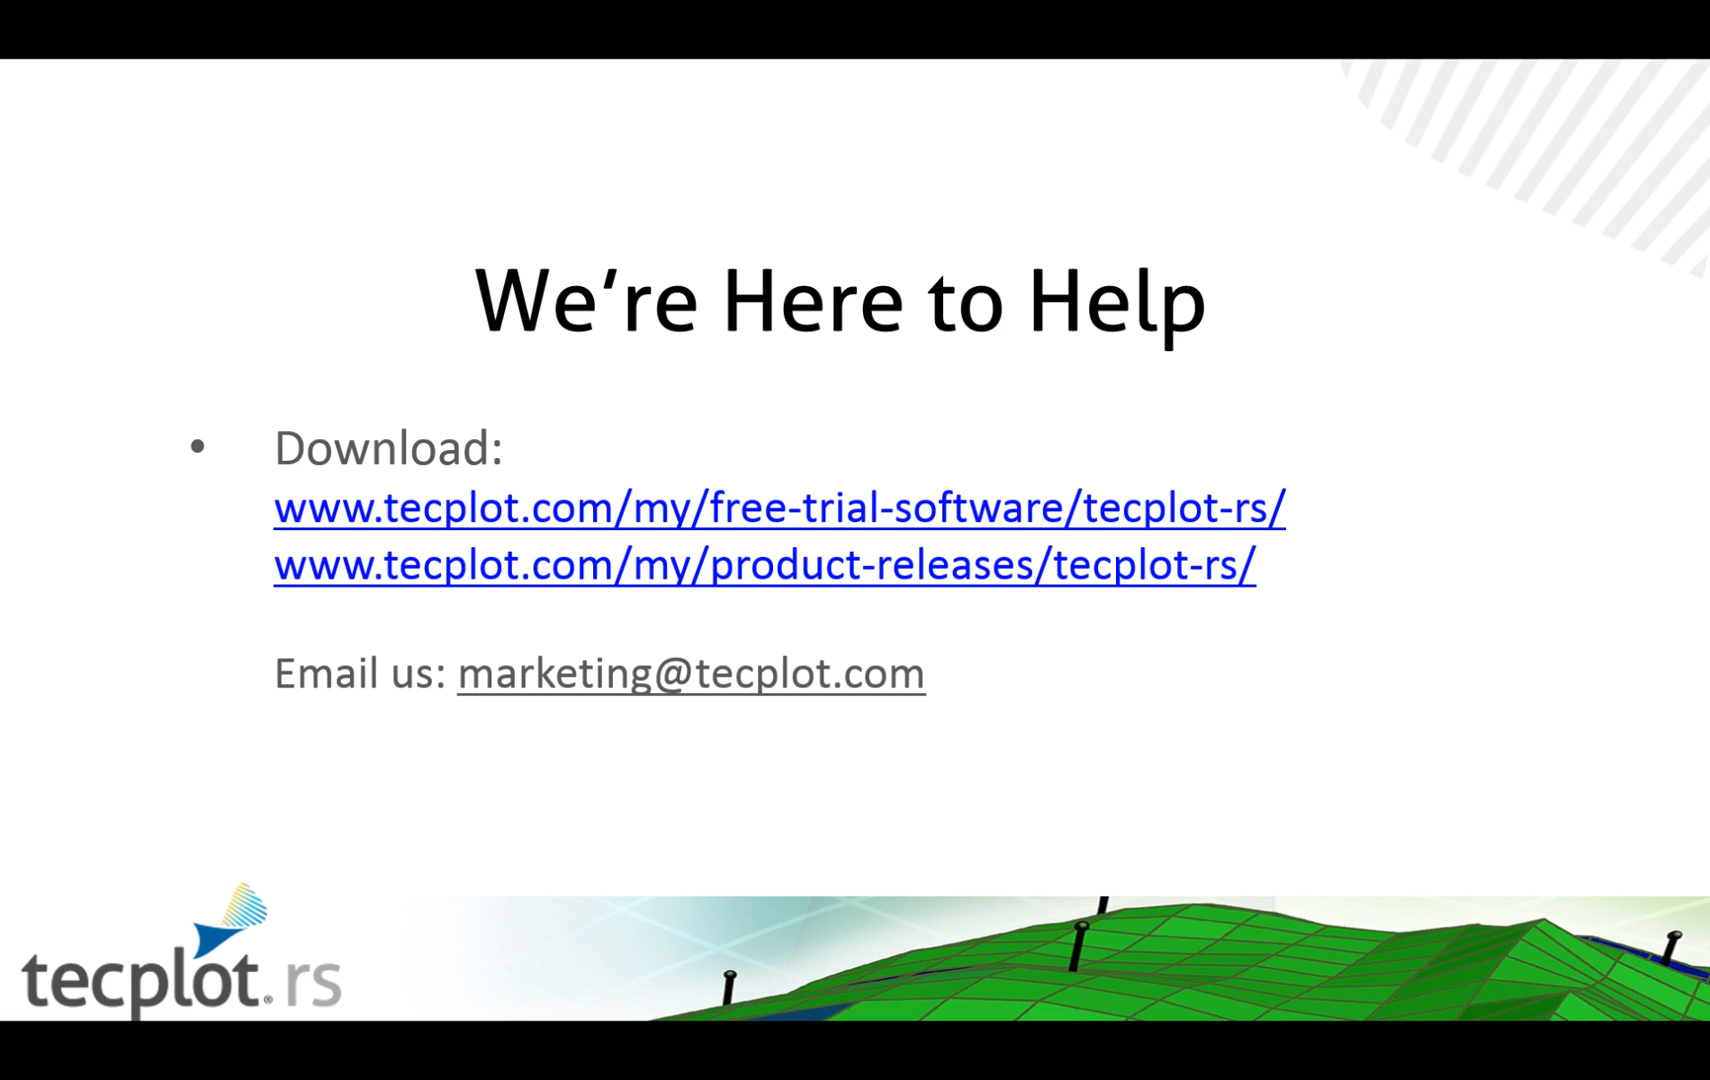 We’re Here to Help
• Download:
www.tecplot.com/my/free-trial-software/tecplot-rs/
www.tecplot.com/my/product-releases/tecplot-rs/
Email us: marketing@tecplot.com
tecplot® rs